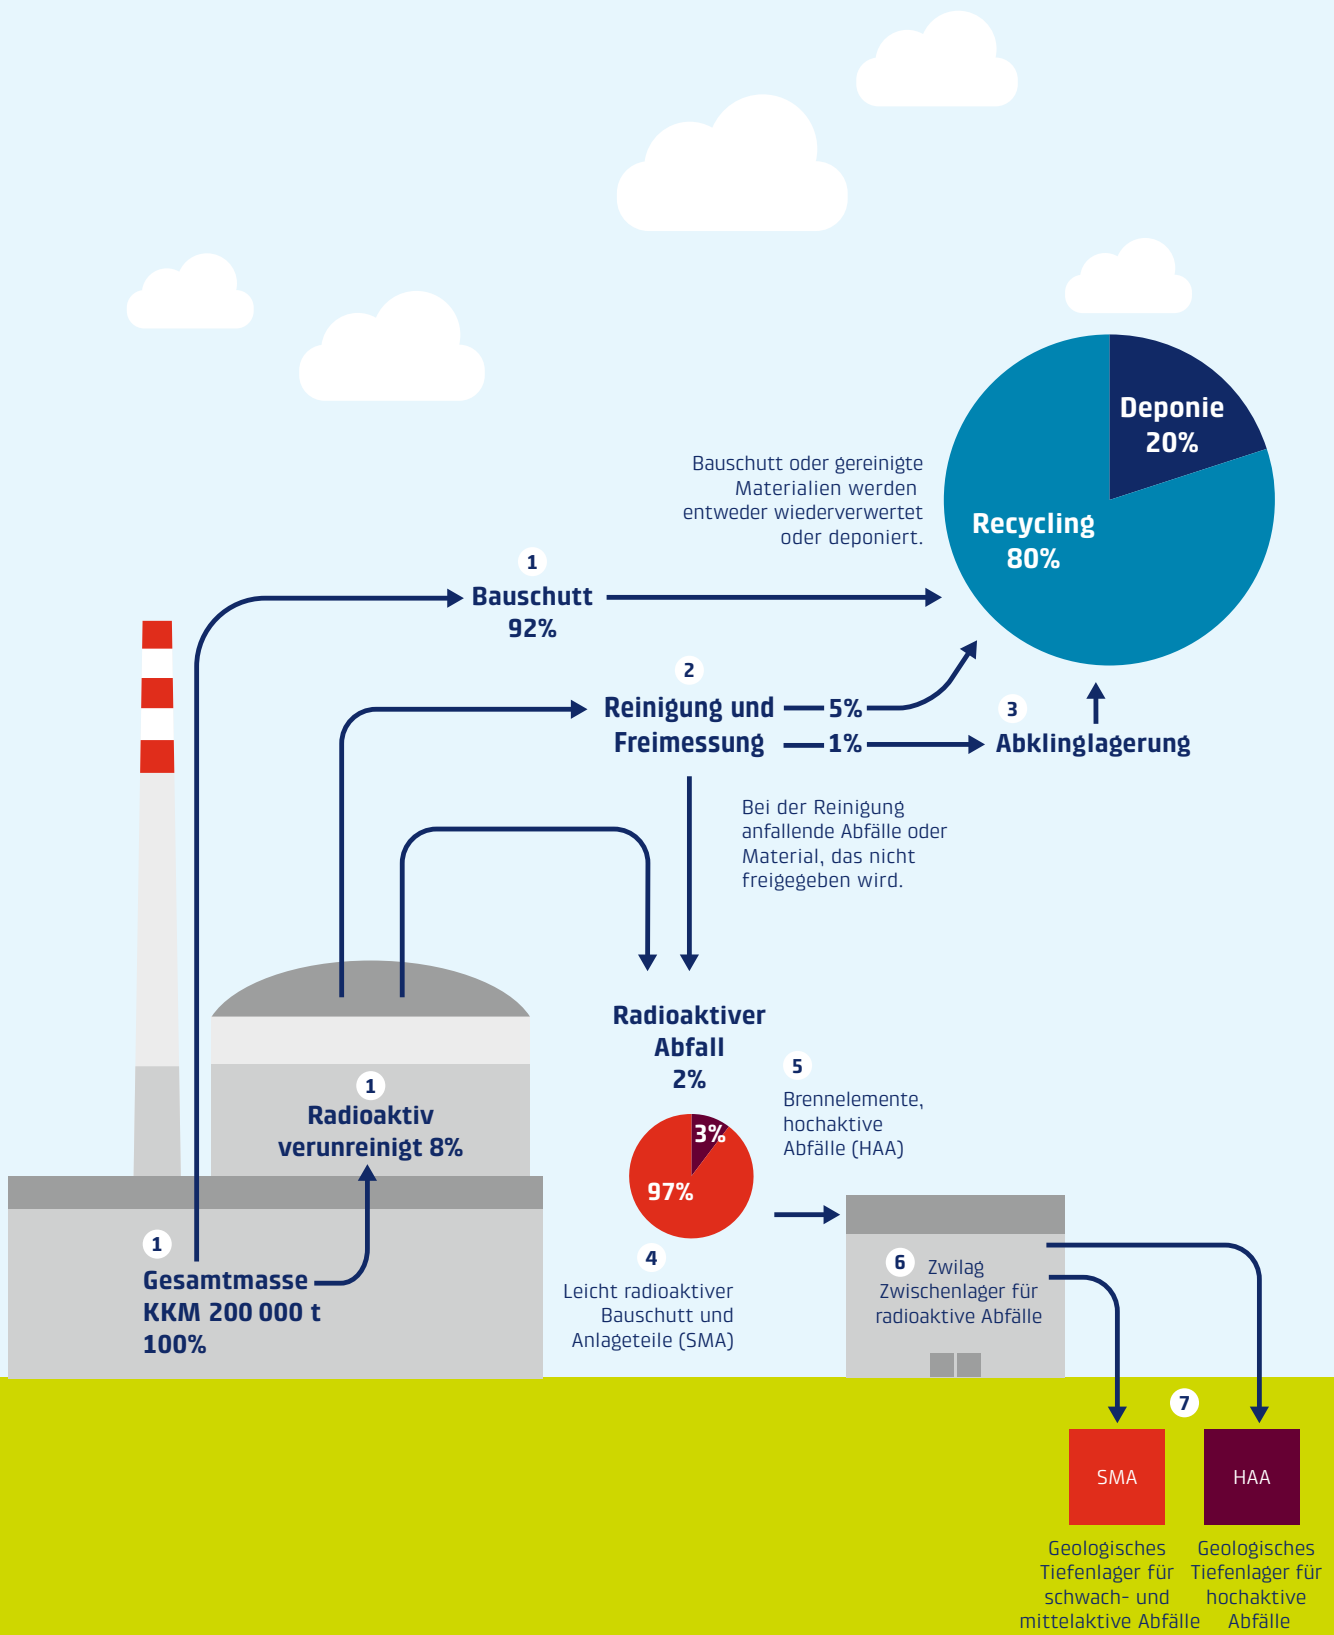 Deponie
20%
Recycling
80%
Bauschutt oder gereinigte
Materialien werden
entweder wiederverwertet
oder deponiert.
1
Bauschutt
92%
2
Reinigung und
Freimessung
5%
1%
3
Abklinglagerung
Bei der Reinigung
anfallende Abfälle oder
Material, das nicht
freigegeben wird.
Radioaktiver
Abfall
2%
3%
97%
5
Brennelemente,
hochaktive
Abfälle (HAA)
1
Radioaktiv
verunreinigt 8%
1
Gesamtmasse
KKM 200 000 t
100%
4
Leicht radioaktiver
Bauschutt und
Anlageteile (SMA)
6 Zwilag
Zwischenlager für
radioaktive Abfälle
7
SMA
HAA
Geologisches
Tiefenlager für
schwach- und
mittelaktive Abfälle
Geologisches
Tiefenlager für
hochaktive
Abfälle